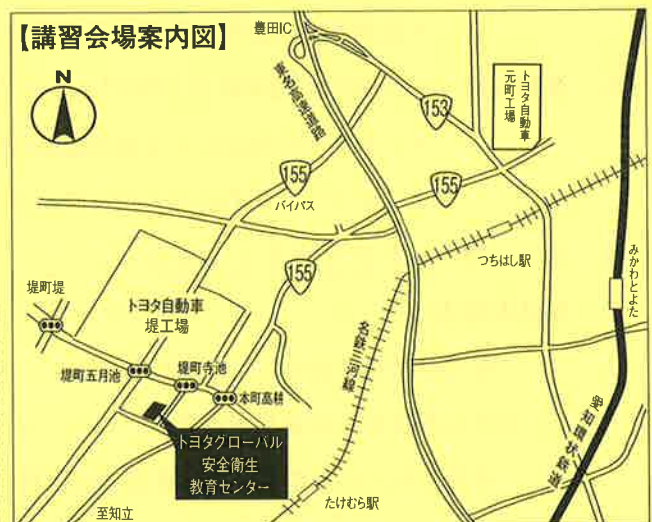 【講習会場案内図】
豊田IC
N
東名高速道路
153
トヨタ自動車
元町工場
155
バイパス
155
155
つちはし駅
みかわとよた
堤町堤
トヨタ自動車
堤工場
名鉄三河線
堤町五月池
堤町寺池
本町高耕
愛知環状鉄道
トヨタグローバル
安全衛生
教育センター
たけむら駅
至知立